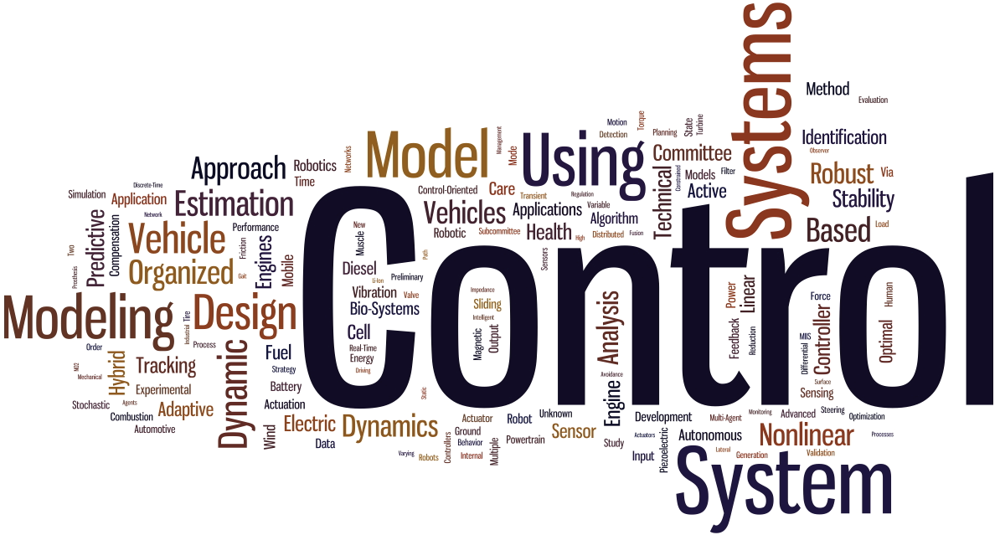 Systems
Method
Evaluation
Motion
Torque
Detection
Planning
State
Turbine
Model
Management
Mode
Using
Committee
Identification
Observer
Approach
Robotics
Networks
Time
Technical
Constrained
Models
Filter
Active
Robust
Via
Stability
Discrete-Time
Simulation
Application
Estimation
Control-Oriented
Care
Transient
Regulation
Variable
Network
Vehicles
Applications
Algorithm
Based
Load
Predictive
Compensation
Vehicle
Performance
Robotic
Subcommittee
Health
High
Distributed
Fusion
Control
New
Muscle
Two
Prosthesis
Organized
Friction
Gait
Engines
Mobile
Path
Sensors
Diesel
Li-Ion
Preliminary
Vibration
Valve
Bio-Systems
Impedance
Sliding
Intelligent
Magnetic
Output
Analysis
Power
Linear
Force
Human
Modeling
Industrial
Tire
Design
Cell
Real-Time
Energy
Driving
Feedback
Reduction
MIIS
Differential
Controller
Optimal
Order
Process
Fuel
Strategy
NO2
Mechanical
Hybrid
Tracking
Dynamic
Battery
Static
Avoidance
Engine
Surface
Sensing
Experimental
Stochastic
Agents
Combustion
Adaptive
Automotive
Actuation
Wind
Electric
Data
Dynamics
Actuator
Robot
Unknown
Development
Multi-Agent
Monitoring
Advanced
Steering
Optimization
Ground
Behavior
Internal
Controllers
Multiple
Powertrain
Sensor
Study
Actuators
Piezoelectric
Autonomous
Nonlinear
Processes
Varying
Robots
Input
Lateral
Generation
Validation
System